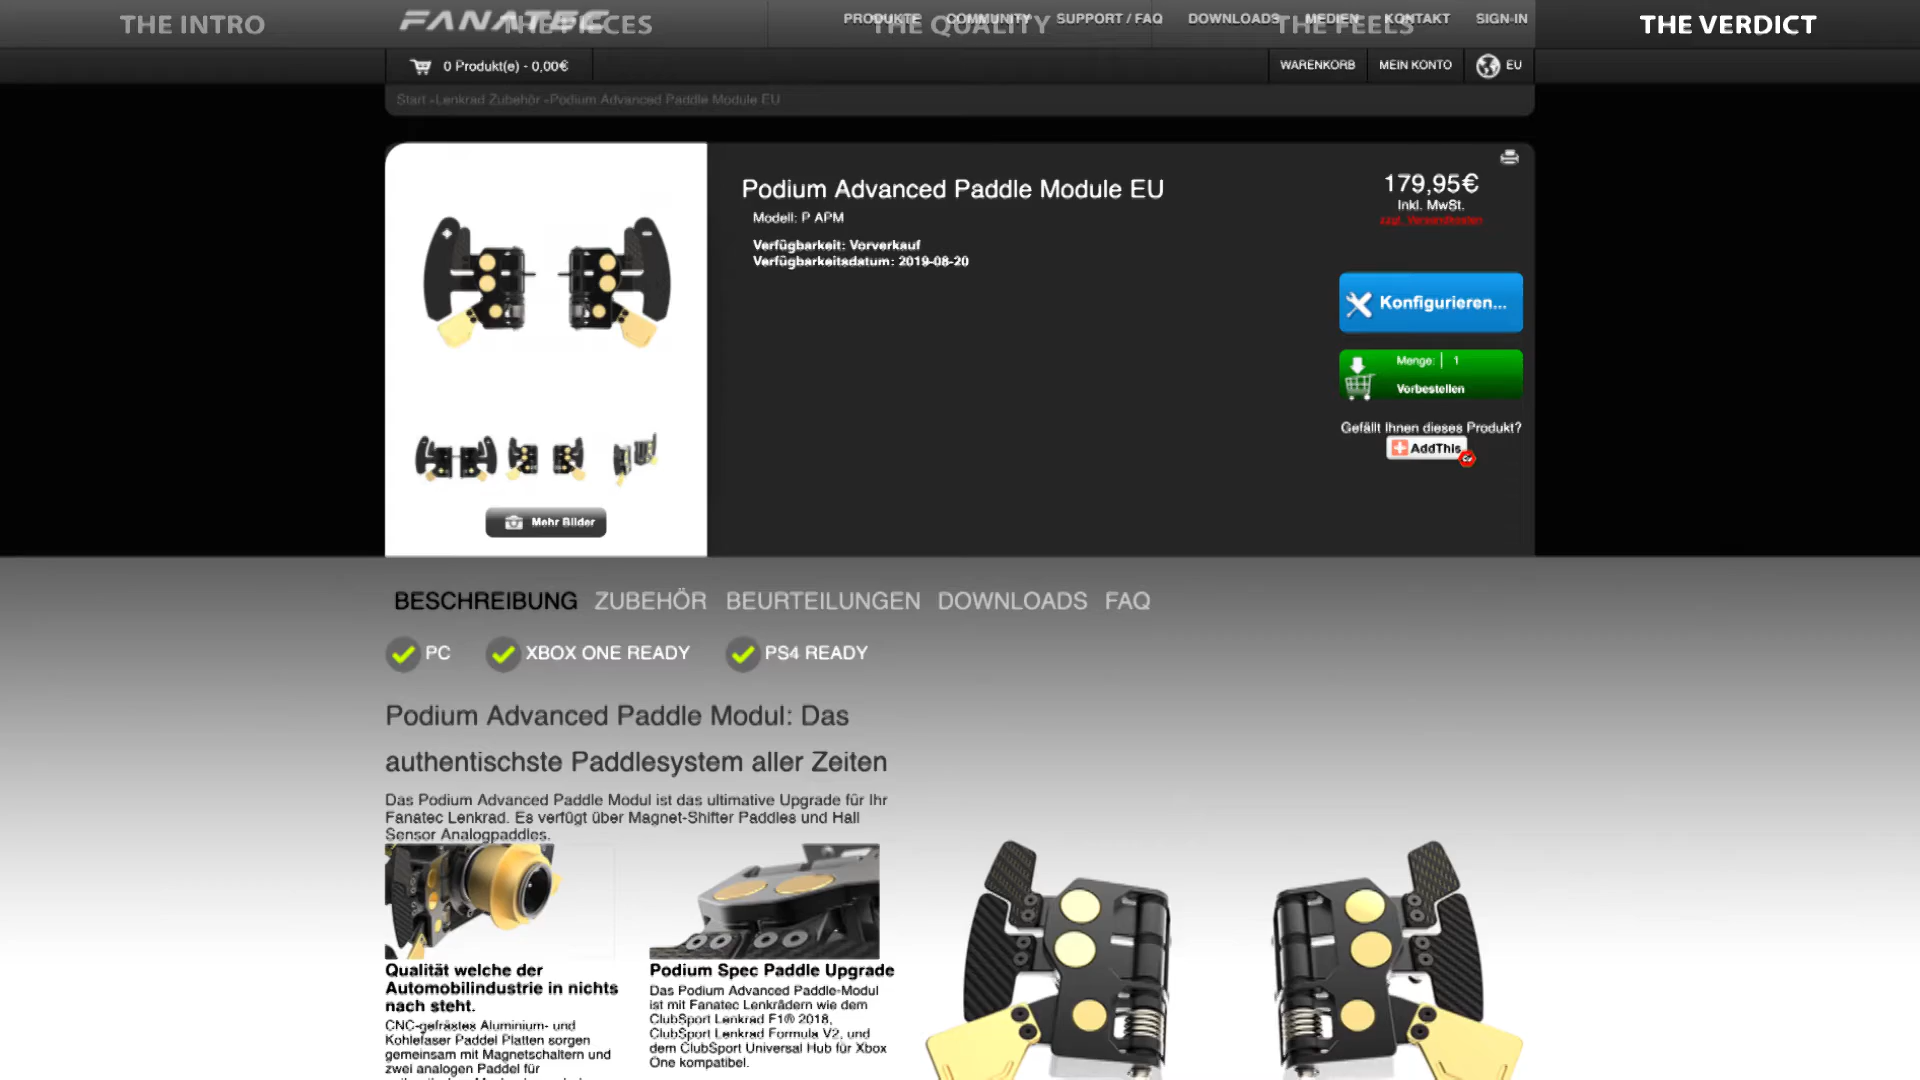 THE INTRO
THE PIECES
THE QUALITY
THE FEELS
THE VERDICT
FANATEC
PRODUKTE
COMMUNITY
SUPPORT / FAQ
DOWNLOADS
MEDIEN
KONTAKT
SIGN-IN
0 Produkt(e) - 0,00€
WARENKORB
MEIN KONTO
EU
Start »Lenkrad Zubehör »Podium Advanced Paddle Module EU
Podium Advanced Paddle Module EU
Modell: P APM
Verfügbarkeit: Vorverkauf
Verfügbarkeitsdatum: 2019-08-20
179,95€
Inkl. MwSt.
zzgl. Versandkosten
Konfigurieren...
Menge: 1
Vorbestellen
Gefällt Ihnen dieses Produkt?
AddThis
Mehr Bilder
BESCHREIBUNG
ZUBEHÖR
BEURTEILUNGEN
DOWNLOADS
FAQ
PC
XBOX ONE READY
PS4 READY
Podium Advanced Paddle Modul: Das
authentischste Paddlesystem aller Zeiten
Das Podium Advanced Paddle Modul ist das ultimative Upgrade für Ihr
Fanatec Lenkrad. Es verfügt über Magnet-Shifter Paddles und Hall
Sensor Analogpaddles.
Qualität welche der
Automobilindustrie in nichts
nach steht.
CNC-gefrästes Aluminium- und
Kohlefaser Paddel Platten sorgen
gemeinsam mit Magnetschaltern und
zwei analogen Paddel für
Podium Spec Paddle Upgrade
Das Podium Advanced Paddle-Modul
ist mit Fanatec Lenkrädern wie dem
ClubSport Lenkrad F1® 2018,
ClubSport Lenkrad Formula V2, und
dem ClubSport Universal Hub für Xbox
One kompatibel.